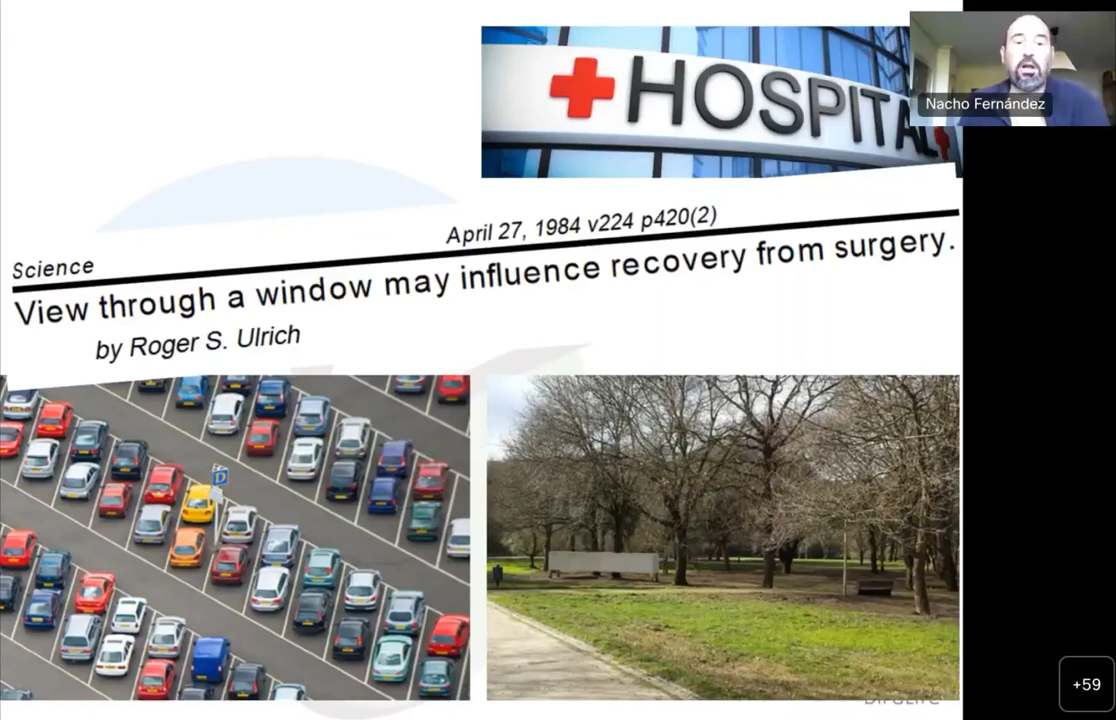 HOSPITAL
Nacho Fernández
April 27, 1984 v224 p420(2)
Science
View through a window may influence recovery from surgery.
by Roger S. Ulrich
D
+59